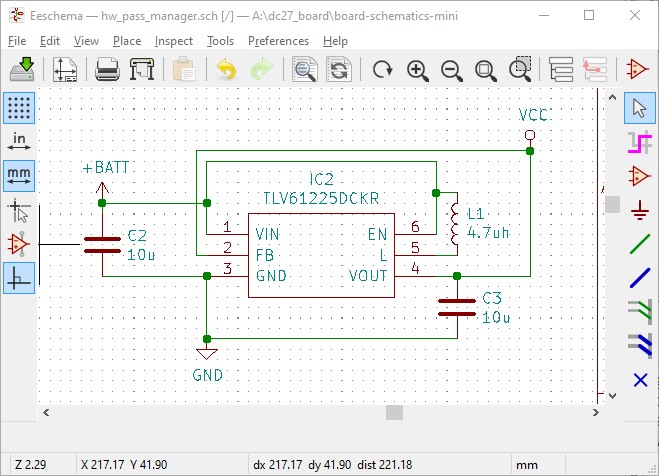 Eeschema — hw_pass_manager.sch [/] — A:\dc27_board\board-schematics-mini
File Edit View Place Inspect Tools Preferences Help
in
mm
VCC
+BATT
IC2
TLV61225DCKR
C2
10u
1 VIN EN 6
2 FB L 5
3 GND VOUT 4
L1
4.7uh
C3
10u
GND
Z 2.29 X 217.17 Y 41.90 dx 217.17 dy 41.90 dist 221.18 mm